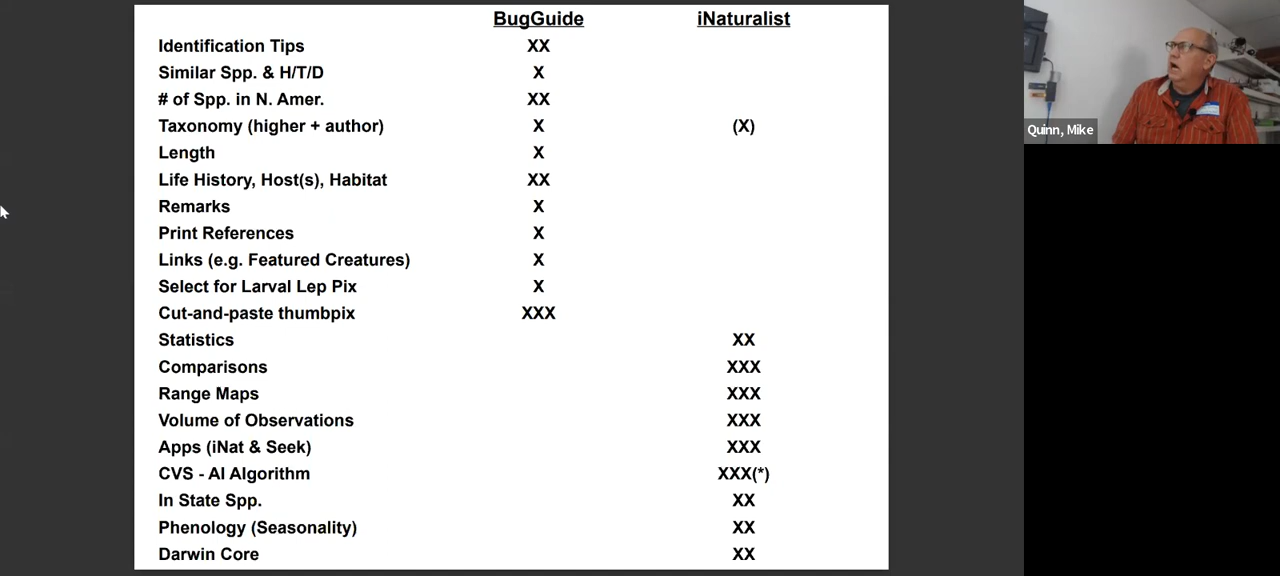 BugGuide iNaturalist
Identification Tips XX
Similar Spp. & H/T/D X
# of Spp. in N. Amer. XX
Taxonomy (higher + author) X (X)
Length X
Life History, Host(s), Habitat XX
Remarks X
Print References X
Links (e.g. Featured Creatures) X
Select for Larval Lep Pix X
Cut-and-paste thumbpix XXX
Statistics XX
Comparisons XXX
Range Maps XXX
Volume of Observations XXX
Apps (iNat & Seek) XXX
CVS - AI Algorithm XXX(*)
In State Spp. XX
Phenology (Seasonality) XX
Darwin Core XX
Quinn, Mike